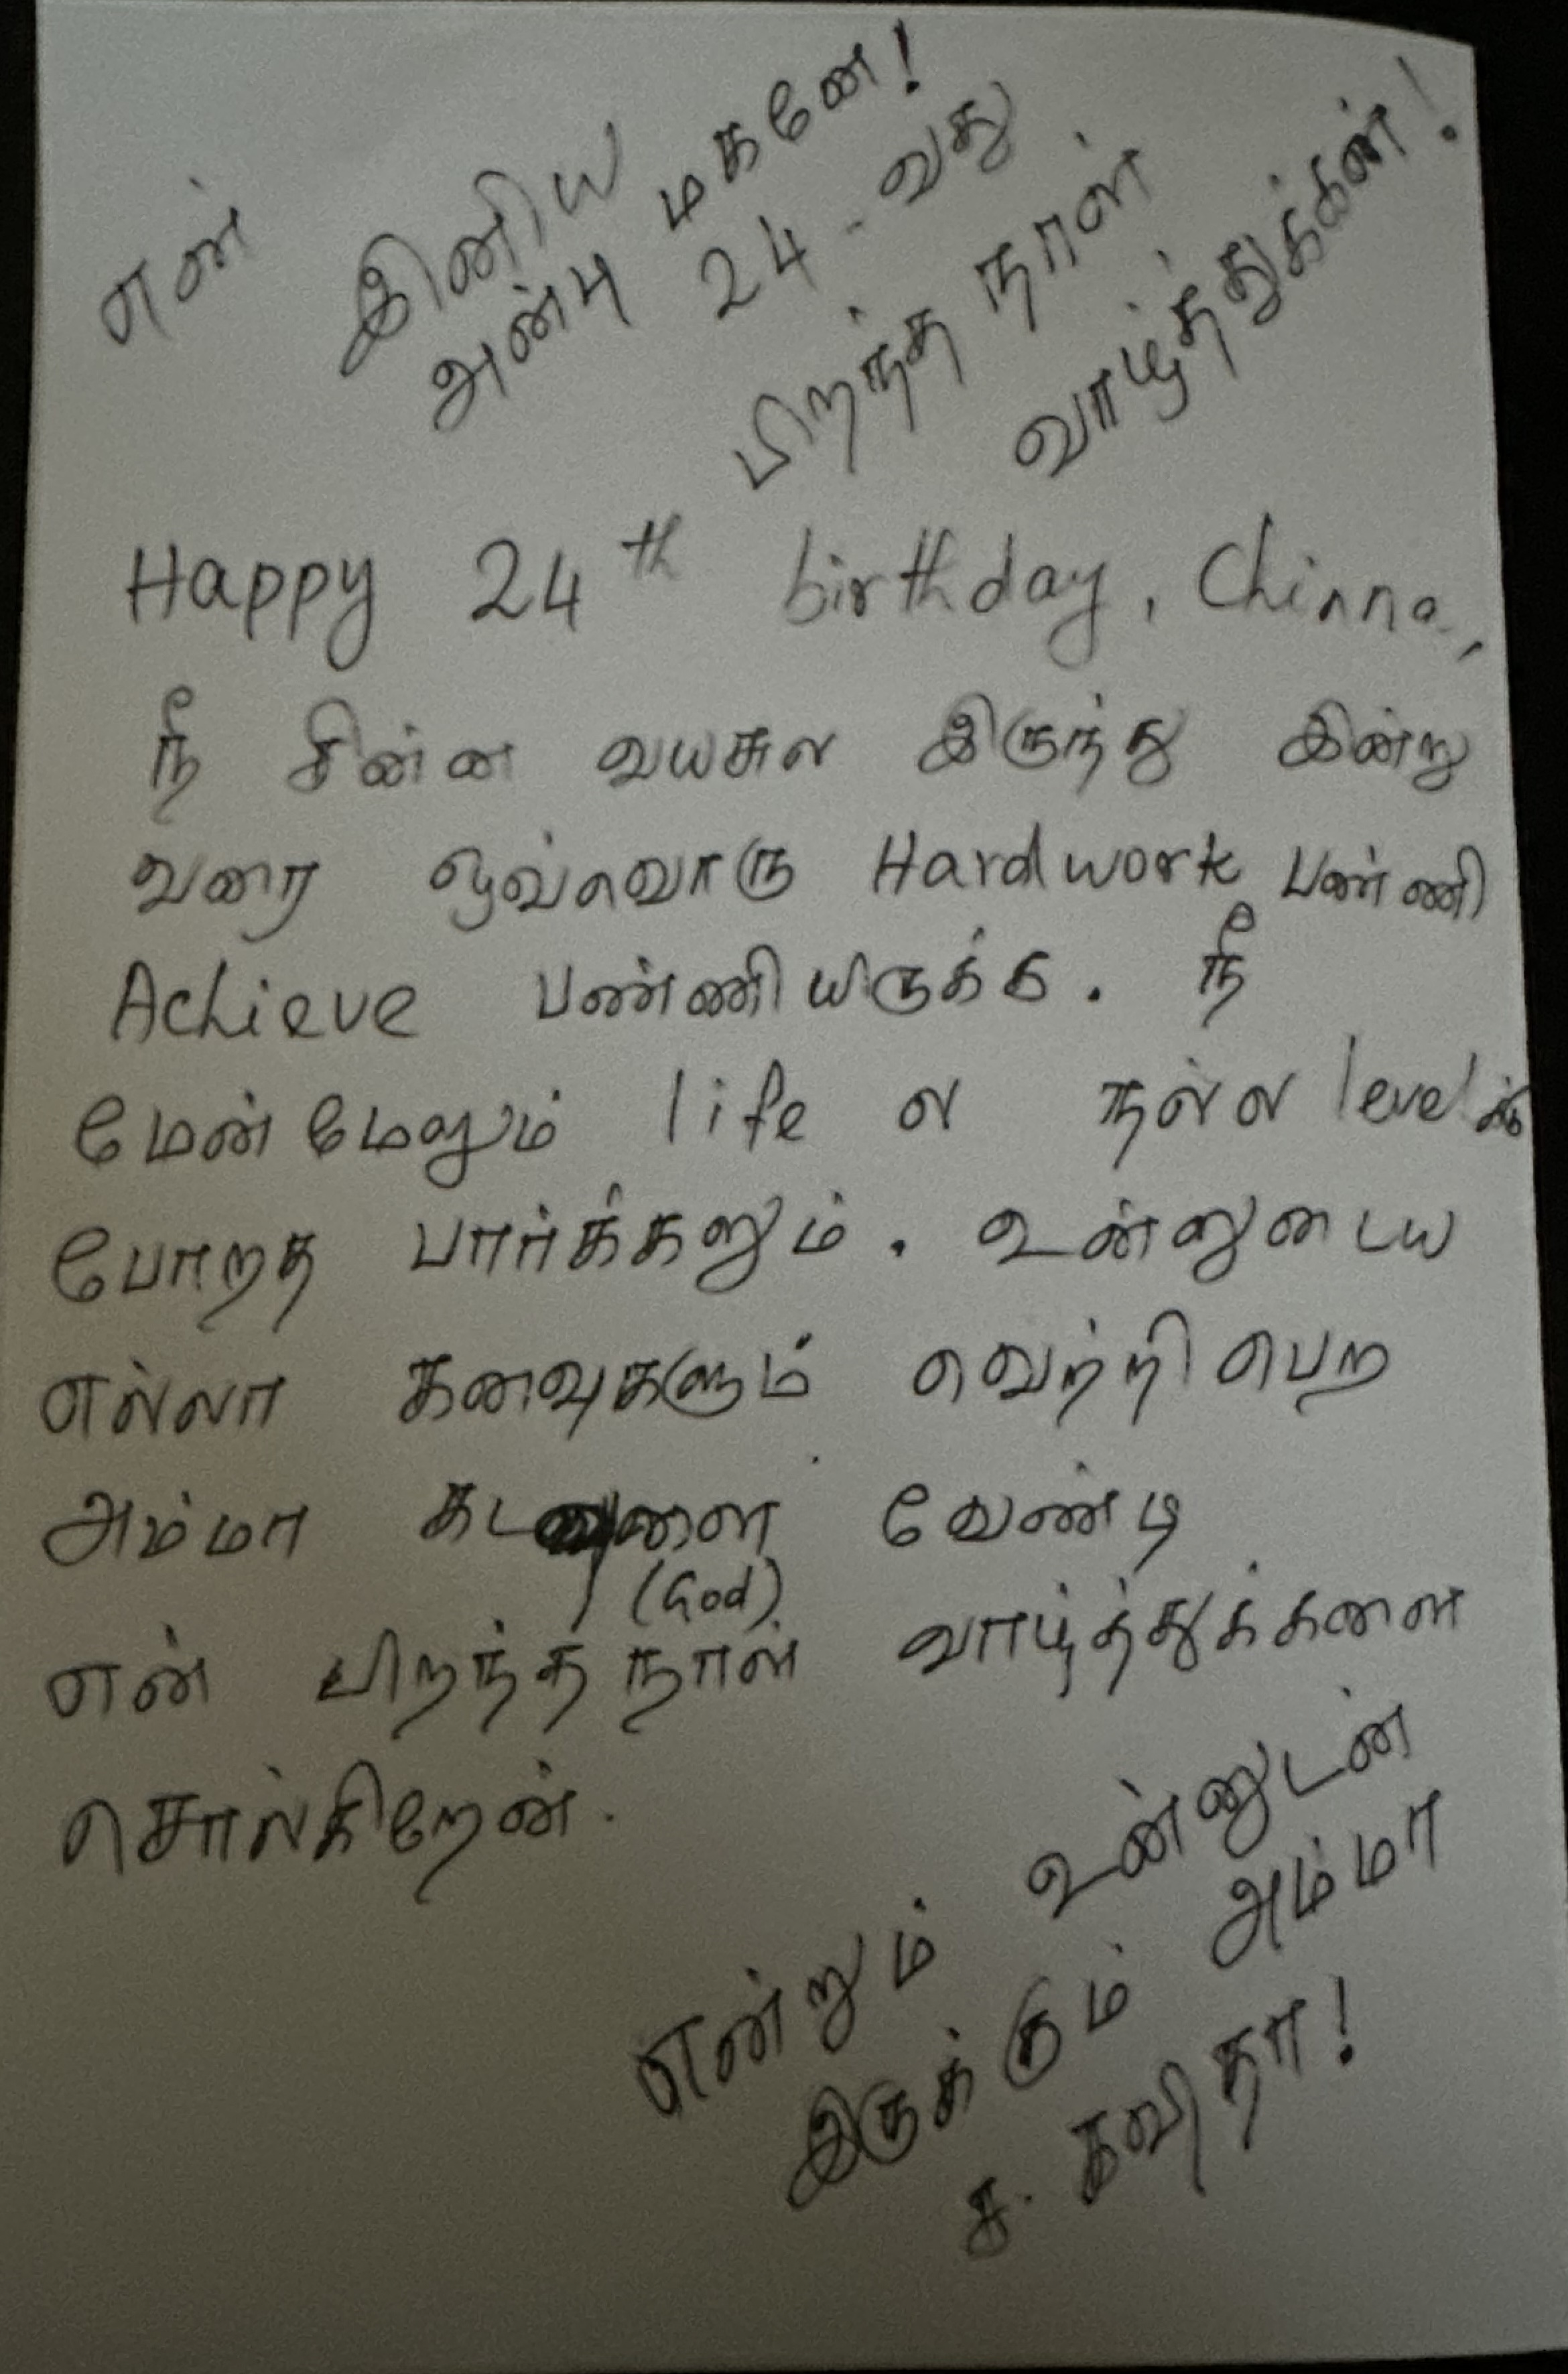 என் இனிய
அன்பு மகனே!
24-வது
பிறந்த நாள்
வாழ்த்துக்கள்!
Happy 24th birthday, Chinna,
நீ சின்ன வயசுல இருந்து இன்று
வரை ஒவ்வொரு Hardwork பண்ணி
Achieve பண்ணியிருக்க. நீ
மேன்மேலும் life ல நல்ல levelக்கு
போறத பார்க்கனும். உன்னுடைய
எல்லா கனவுகளும் வெற்றி பெற
அம்மா கடவுளை வேண்டி
(God)
என் பிறந்தநாள் வாழ்த்துக்களை
சொல்கிறேன்.
என்றும் உன்னுடன்
இருக்கும் அம்மா
ச. கவிதா!